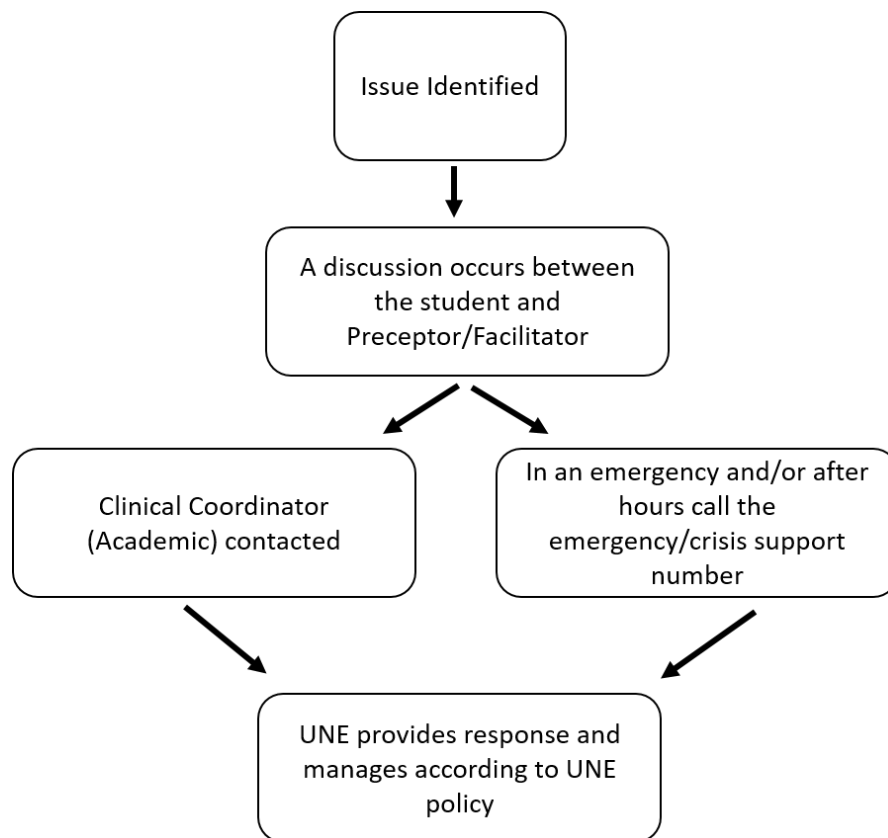 Issue Identified
A discussion occurs between
the student and
Preceptor/Facilitator
Clinical Coordinator
(Academic) contacted
In an emergency and/or after
hours call the
emergency/crisis support
number
UNE provides response and
manages according to UNE
policy